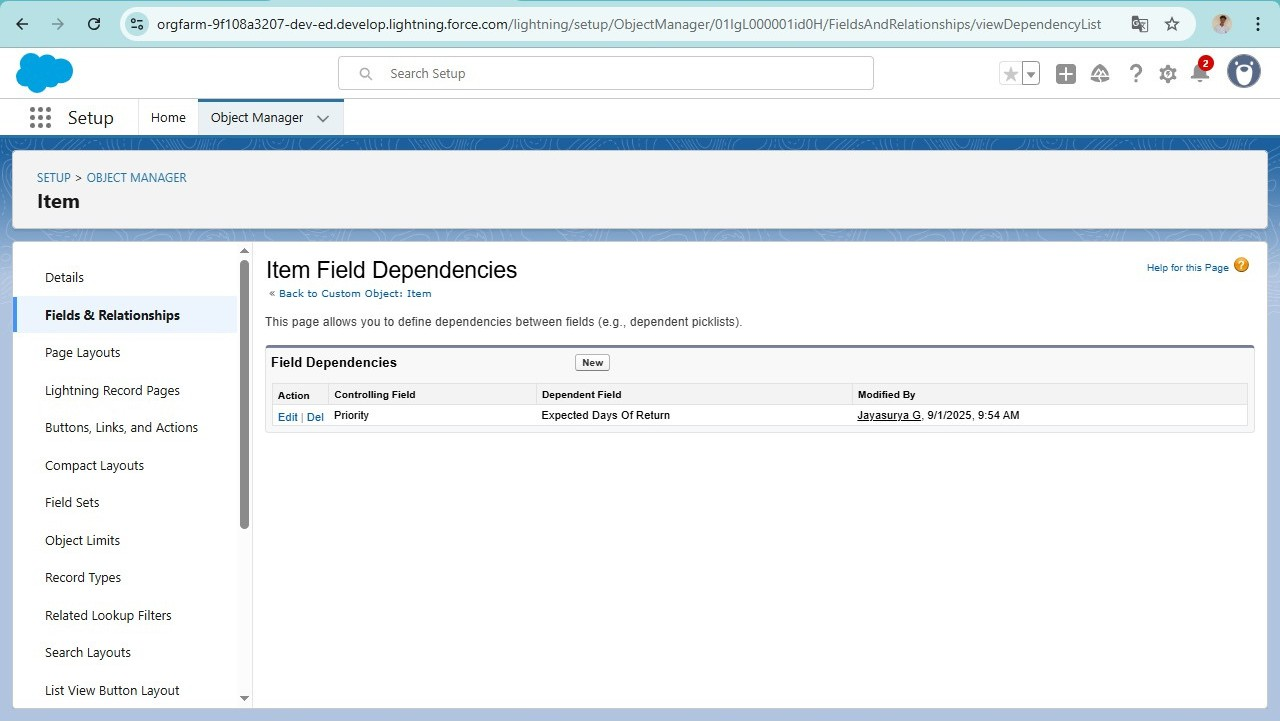 orgfarm-9f108a3207-dev-ed.develop.lightning.force.com/lightning/setup/ObjectManager/01IgL000001id0H/FieldsAndRelationships/viewDependencyList
Search Setup
2
Setup Home Object Manager
SETUP > OBJECT MANAGER
Item
Details
Fields & Relationships
Page Layouts
Lightning Record Pages
Buttons, Links, and Actions
Compact Layouts
Field Sets
Object Limits
Record Types
Related Lookup Filters
Search Layouts
List View Button Layout
Item Field Dependencies
Help for this Page ?
« Back to Custom Object: Item
This page allows you to define dependencies between fields (e.g., dependent picklists).
Field Dependencies New
Action Controlling Field Dependent Field Modified By
Edit | Del Priority Expected Days Of Return Jayasurya G, 9/1/2025, 9:54 AM